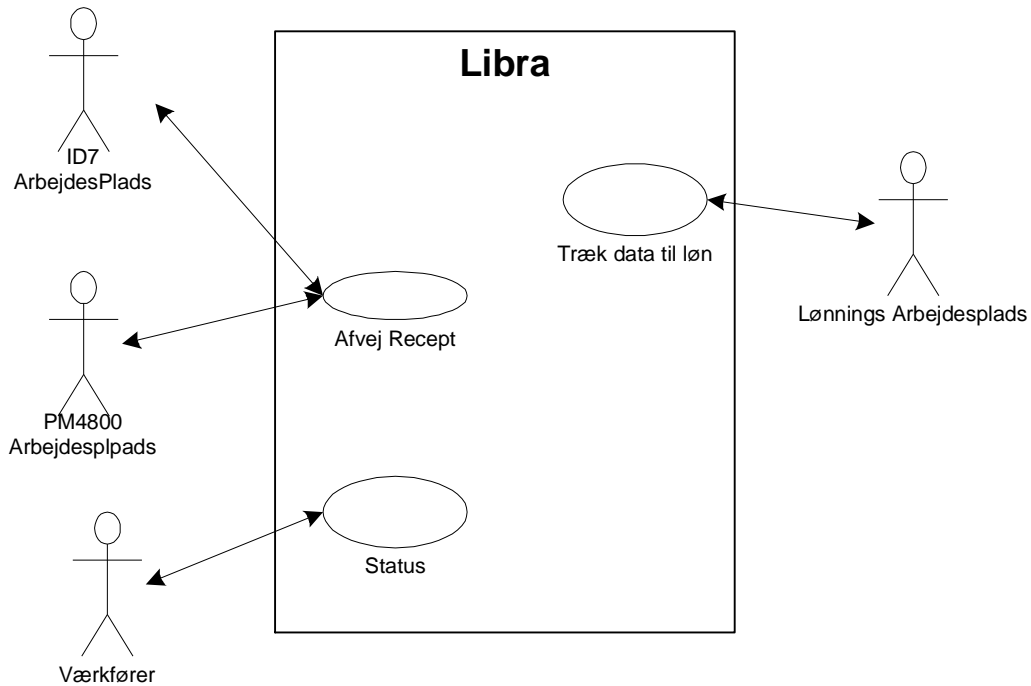 Libra
ID7
ArbejdesPlads
Træk data til løn
Lønnings Arbejdesplads
Afvej Recept
PM4800
Arbejdesplpads
Status
Værkfører